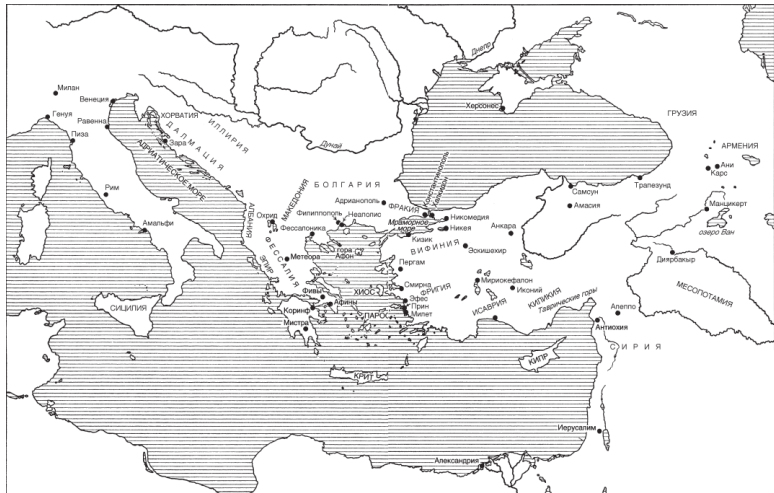 Днепр
Милан
Венеция
Генуя
Равенна
Пиза
ХОРВАТИЯ
ДАЛМАЦИЯ
ИЛЛИРИЯ
Зара
АДРИАТИЧЕСКОЕ МОРЕ
Дунай
Херсонес
ГРУЗИЯ
АРМЕНИЯ
Ани
Карс
Рим
Амальфи
БОЛГАРИЯ
Адрианополь
ФРАКИЯ
Константинополь
Халкидон
МАКЕДОНИЯ
АЛБАНИЯ
Охрид
Филиппополь
Неаполис
Фессалоника
Мраморное
море
Никомедия
Никея
Кизик
ВИФИНИЯ
Анкара
Эскишехир
Самсун
Амасия
Трапезунд
Манцикерт
озеро Ван
Диярбакыр
гора
Афон
Метеора
ФЕССАЛИЯ
ЭПИР
Пергам
Смирна
ФРИГИЯ
ХИОС
Эфес
Прин
Милет
Фивы
Афины
Коринф
ПАРОС
Мистра
Мириокефалон
Иконий
ИСАВРИЯ
КИЛИКИЯ
Таврические горы
МЕСОПОТАМИЯ
Алеппо
Антиохия
СИРИЯ
СИЦИЛИЯ
КРИТ
КИПР
Иерусалим
Александрия